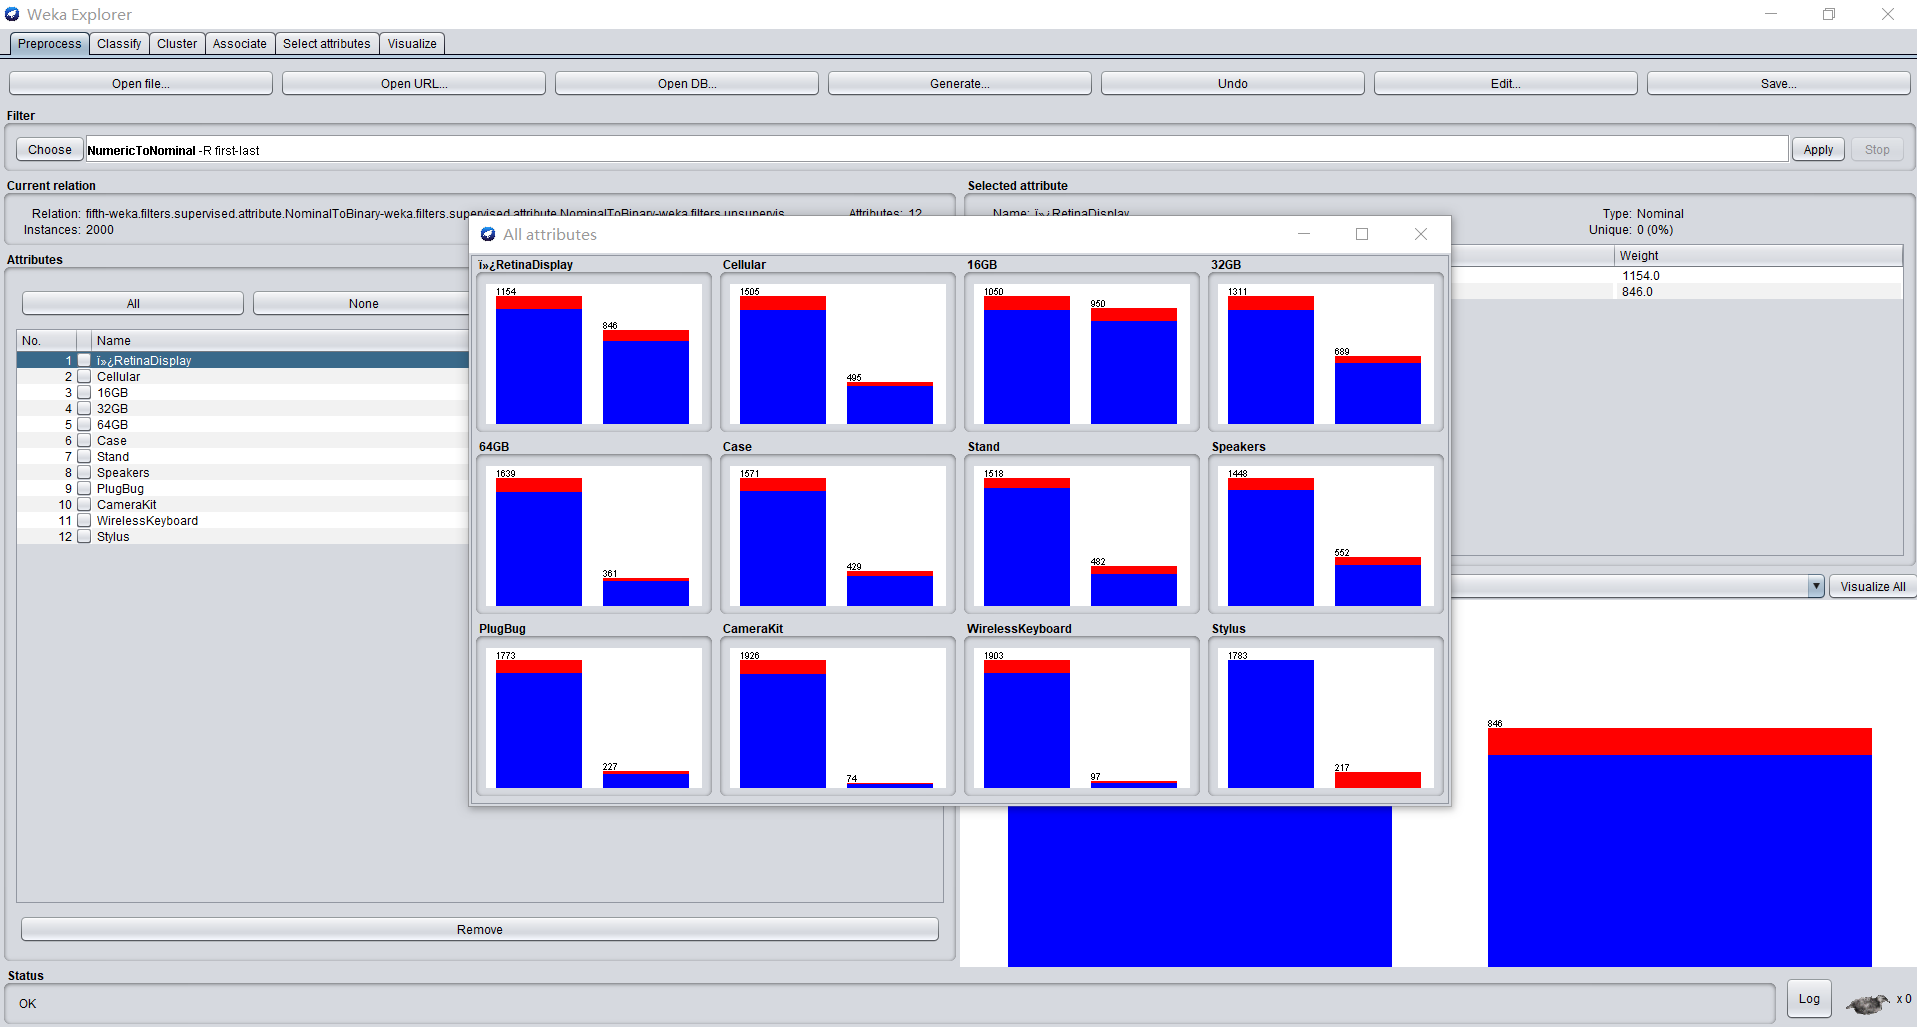 Weka Explorer
Preprocess Classify Cluster Associate Select attributes Visualize
Open file... Open URL... Open DB... Generate... Undo Edit... Save...
Filter
Choose NumericToNominal -R first-last Apply Stop
Current relation
Relation: fifth-weka.filters.supervised.attribute.NominalToBinary-weka.filters.supervised.attribute.NominalToBinary-weka.filters.unsupervis... Attributes: 12
Instances: 2000
Selected attribute
Name: ï»¿RetinaDisplay Type: Nominal
Unique: 0 (0%)
Weight
1154.0
846.0
Attributes
All None
No. Name
1 ï»¿RetinaDisplay
2 Cellular
3 16GB
4 32GB
5 64GB
6 Case
7 Stand
8 Speakers
9 PlugBug
10 CameraKit
11 WirelessKeyboard
12 Stylus
Remove
All attributes
ï»¿RetinaDisplay Cellular 16GB 32GB
1154 846 1505 495 1050 950 1311 689
64GB Case Stand Speakers
1639 361 1571 429 1518 482 1448 552
PlugBug CameraKit WirelessKeyboard Stylus
1773 227 1926 74 1903 97 1783 217
Visualize All
846
Status
OK
Log x 0